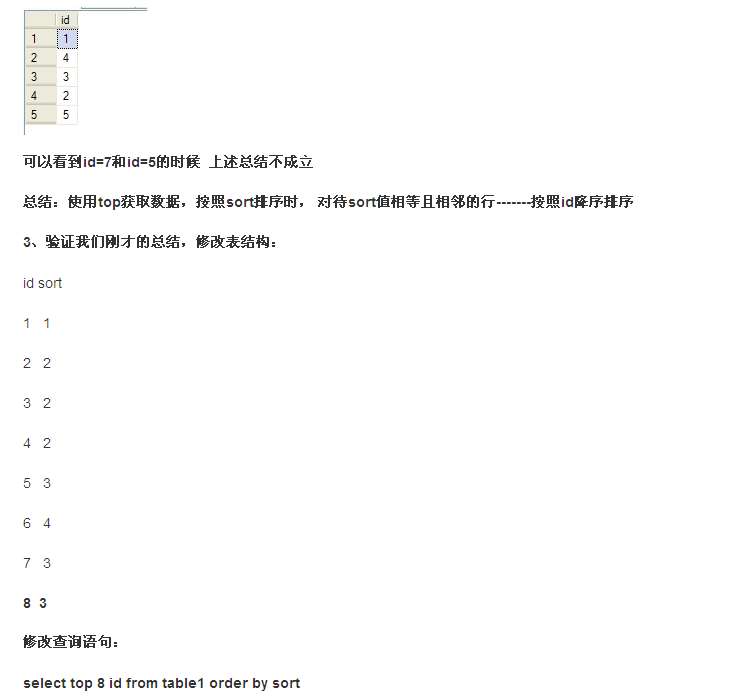 id
1 1
2 4
3 3
4 2
5 5
可以看到id=7和id=5的时候 上述总结不成立
总结：使用top获取数据，按照sort排序时， 对待sort值相等且相邻的行-------按照id降序排序
3、验证我们刚才的总结，修改表结构：
id sort
1 1
2 2
3 2
4 2
5 3
6 4
7 3
8 3
修改查询语句：
select top 8 id from table1 order by sort